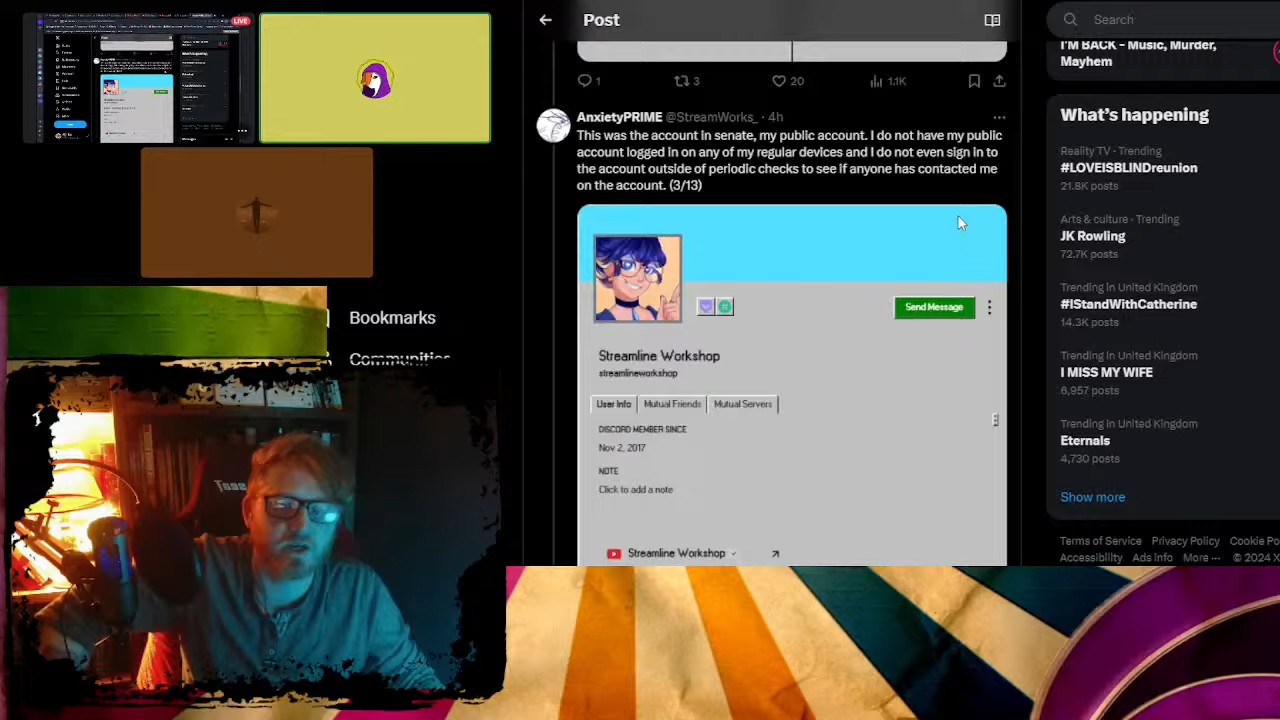 LIVE
Post
1
3
20
1.1K
AnxietyPRIME @StreamWorks_ · 4h
This was the account in senate, my public account. I do not have my public
account logged in on any of my regular devices and I do not even sign in to
the account outside of periodic checks to see if anyone has contacted me
on the account. (3/13)
Send Message
Streamline Workshop
streamlineworkshop
User Info
Mutual Friends
Mutual Servers
DISCORD MEMBER SINCE
Nov 2, 2017
NOTE
Click to add a note
Streamline Workshop
Bookmarks
Communities
Search
I'M BACK - Music, Murder,
Mayhem
What's happening
Reality TV · Trending
#LOVEISBLINDreunion
21.8K posts
Arts & culture · Trending
JK Rowling
72.7K posts
Trending in United Kingdom
#IStandWithCatherine
14.3K posts
Trending in United Kingdom
I MISS MY WIFE
6,957 posts
Trending in United Kingdom
Eternals
4,730 posts
Show more
Terms of Service Privacy Policy Cookie Po
Accessibility Ads info More ··· © 2024 X